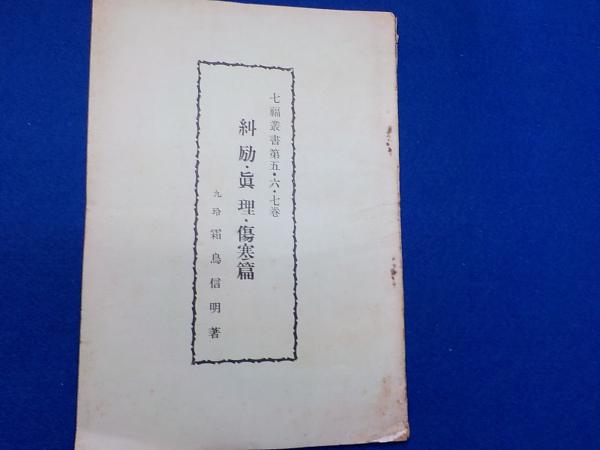 七福叢書第五・六・七巻
糾励・眞理・傷寒篇
九玲 霜鳥信明著